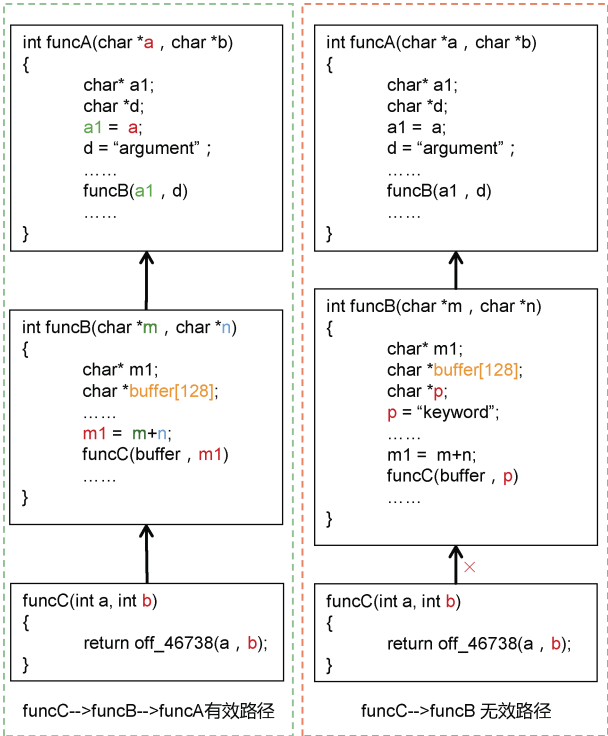 int funcA(char *a , char *b)
{
char* a1;
char *d;
a1 = a;
d = “argument” ;
……
funcB(a1 , d)
……
}
int funcB(char *m , char *n)
{
char* m1;
char *buffer[128];
……
m1 = m+n;
funcC(buffer , m1)
……
}
funcC(int a, int b)
{
return off_46738(a , b);
}
funcC-->funcB-->funcA有效路径
int funcA(char *a , char *b)
{
char* a1;
char *d;
a1 = a;
d = “argument” ;
……
funcB(a1 , d)
……
}
int funcB(char *m , char *n)
{
char* m1;
char *buffer[128];
char *p;
p = “keyword”;
……
m1 = m+n;
funcC(buffer , p)
……
}
×
funcC(int a, int b)
{
return off_46738(a , b);
}
funcC-->funcB 无效路径